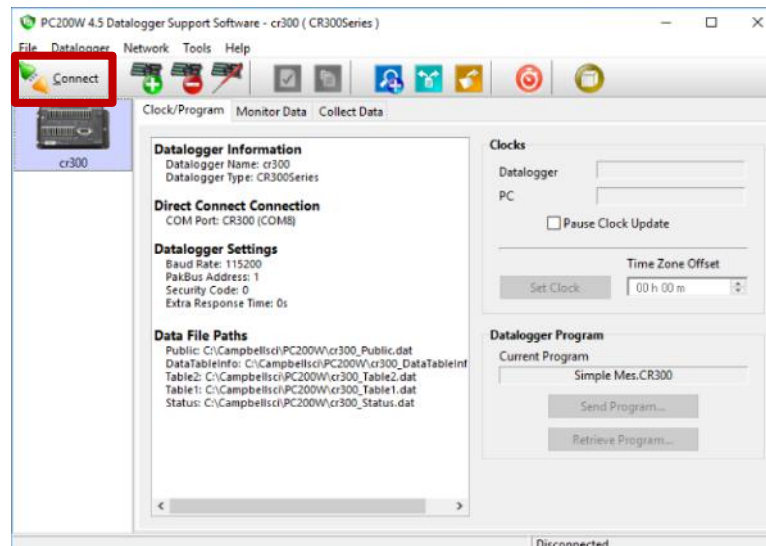 PC200W 4.5 Datalogger Support Software - cr300 ( CR300Series )
File Datalogger Network Tools Help
Connect
cr300
Clock/Program Monitor Data Collect Data
Datalogger Information
Datalogger Name: cr300
Datalogger Type: CR300Series
Direct Connect Connection
COM Port: CR300 (COM8)
Datalogger Settings
Baud Rate: 115200
PakBus Address: 1
Security Code: 0
Extra Response Time: 0s
Data File Paths
Public: C:\Campbellsci\PC200W\cr300_Public.dat
DataTableInfo: C:\Campbellsci\PC200W\cr300_DataTableInf
Table2: C:\Campbellsci\PC200W\cr300_Table2.dat
Table1: C:\Campbellsci\PC200W\cr300_Table1.dat
Status: C:\Campbellsci\PC200W\cr300_Status.dat
Clocks
Datalogger
PC
Pause Clock Update
Time Zone Offset
Set Clock 00 h 00 m
Datalogger Program
Current Program
Simple Mes.CR300
Send Program...
Retrieve Program...
Disconnected